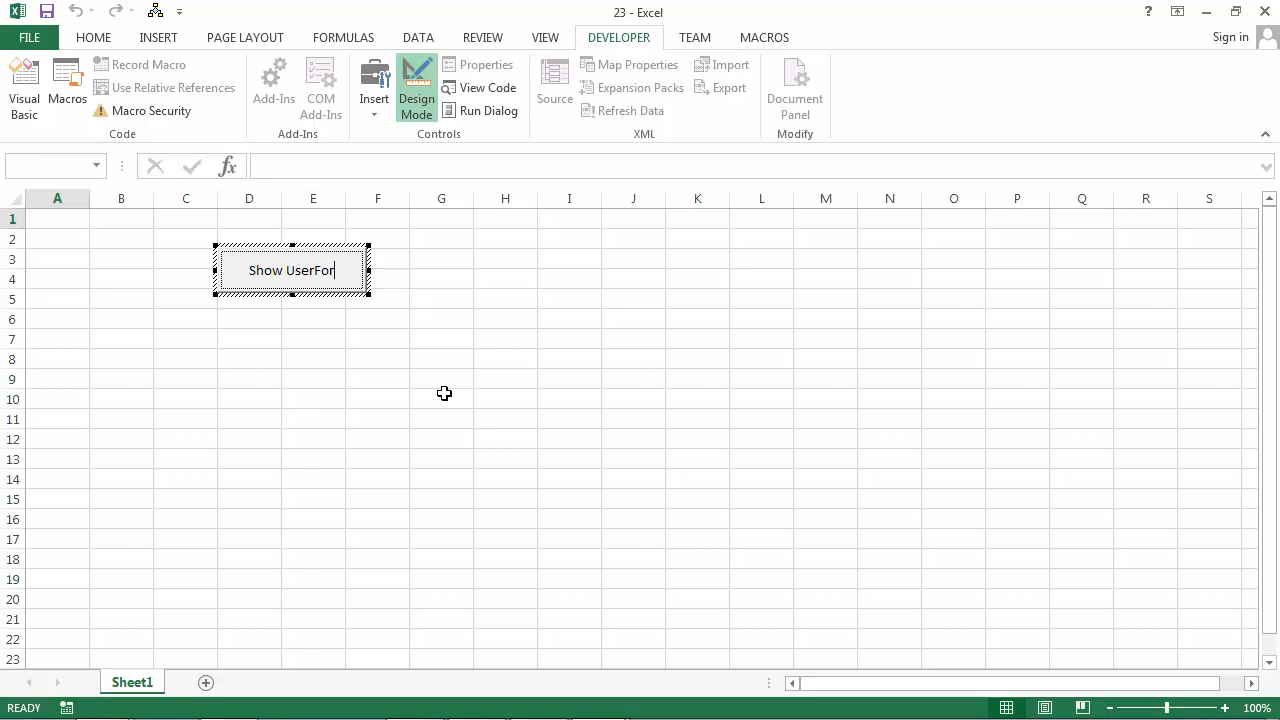 23 - Excel
?
Sign in
FILE HOME INSERT PAGE LAYOUT FORMULAS DATA REVIEW VIEW DEVELOPER TEAM MACROS
Visual Basic
Macros
Record Macro
Use Relative References
Macro Security
Code
Add-Ins
COM Add-Ins
Add-Ins
Insert
Design Mode
Properties
View Code
Run Dialog
Controls
Source
Map Properties
Expansion Packs
Refresh Data
Import
Export
XML
Document Panel
Modify
fx
A B C D E F G H I J K L M N O P Q R S
1
2
3
Show UserFor
4
5
6
7
8
9
10
11
12
13
14
15
16
17
18
19
20
21
22
23
Sheet1
READY
100%